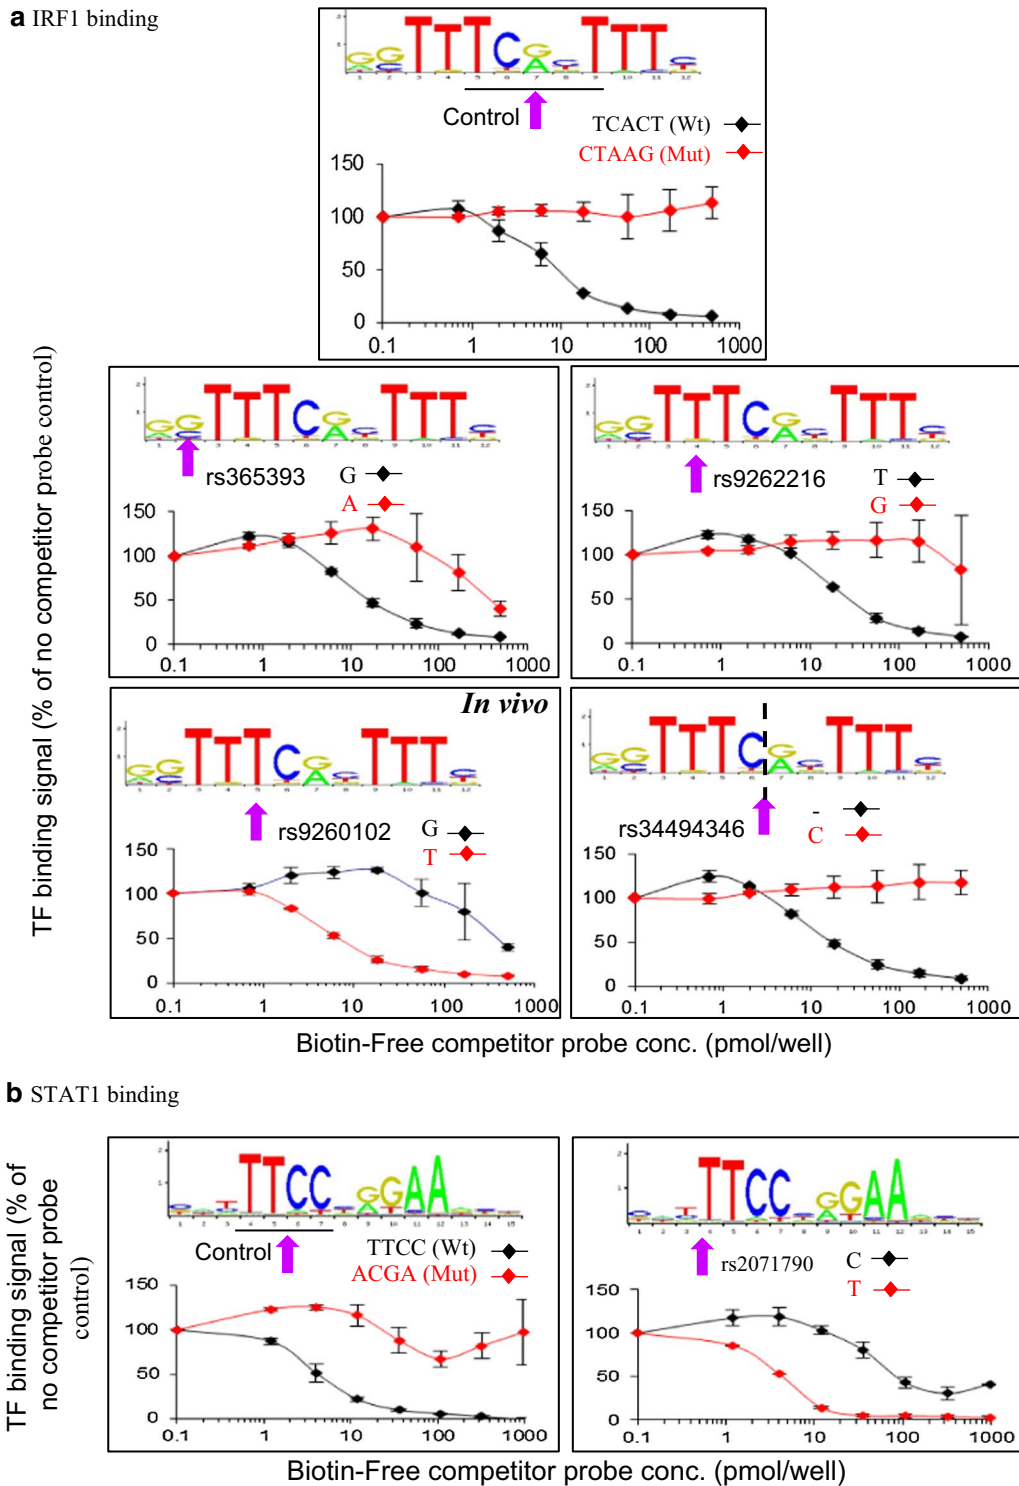 a IRF1 binding
Control
TCACT (Wt)
CTAAG (Mut)
150
100
50
0
0.1 1 10 100 1000
TF binding signal (% of no competitor probe control)
rs365393
G
A
150
100
50
0
0.1 1 10 100 1000
rs9262216
T
G
150
100
50
0
0.1 1 10 100 1000
In vivo
rs9260102
G
T
150
100
50
0
0.1 1 10 100 1000
rs34494346
-
C
150
100
50
0
0.1 1 10 100 1000
Biotin-Free competitor probe conc. (pmol/well)
b STAT1 binding
TF binding signal (% of
no competitor probe
control)
Control
TTCC (Wt)
ACGA (Mut)
150
100
50
0
0.1 1 10 100 1000
rs2071790
C
T
150
100
50
0
0.1 1 10 100 1000
Biotin-Free competitor probe conc. (pmol/well)